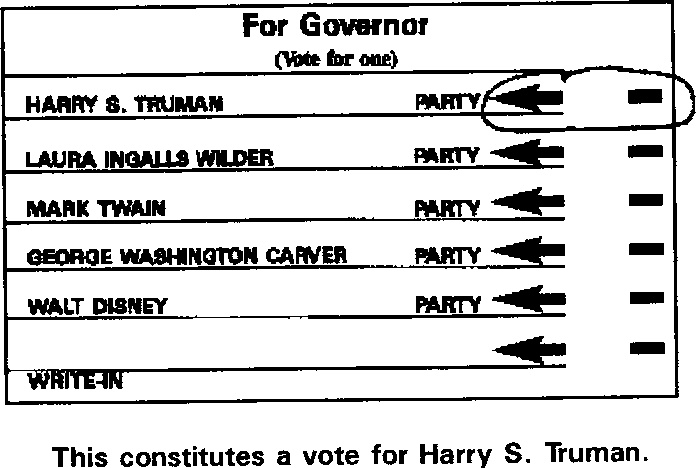 For Governor
(Vote for one)
HARRY S. TRUMAN PARTY
LAURA INGALLS WILDER PARTY
MARK TWAIN PARTY
GEORGE WASHINGTON CARVER PARTY
WALT DISNEY PARTY
WRITE-IN
This constitutes a vote for Harry S. Truman.